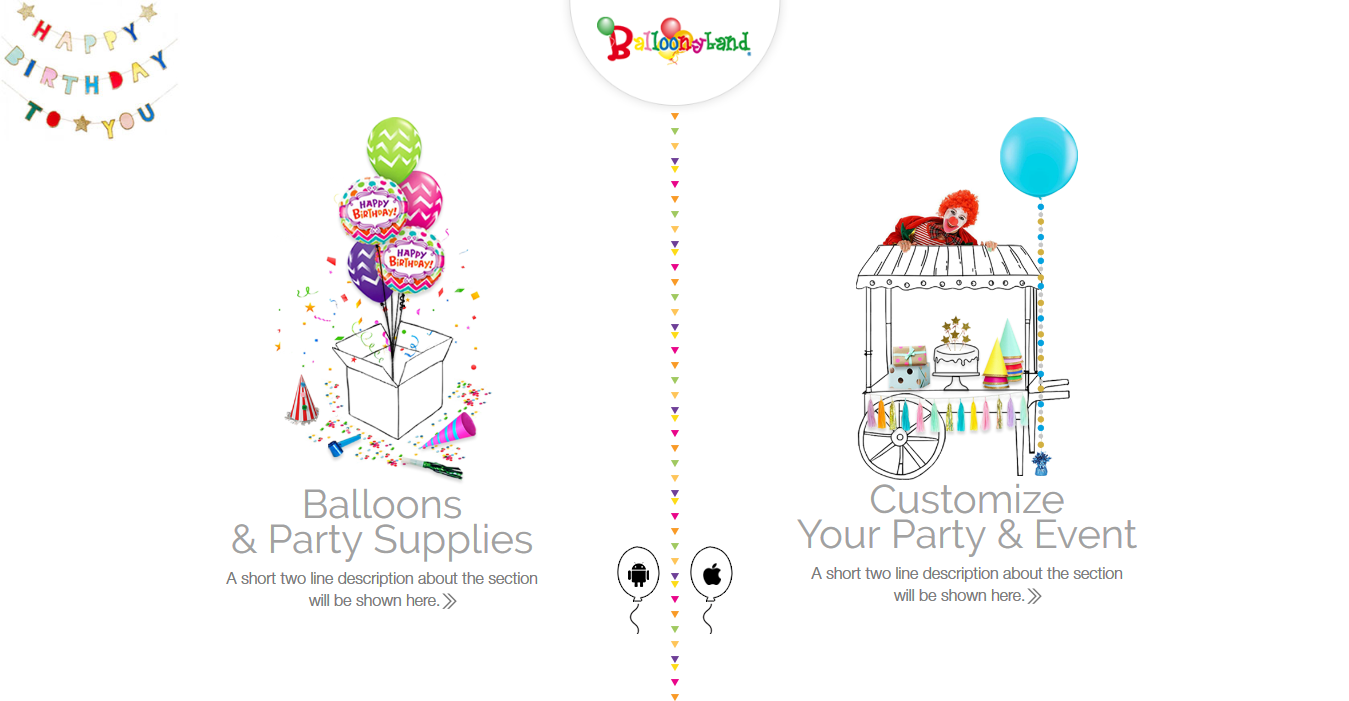 HAPPY
BIRTHDAY
TO YOU
BalloonyLand
HAPPY
BIRTHDAY!
HAPPY
BIRTHDAY!
Balloons
& Party Supplies
A short two line description about the section
will be shown here.
Customize
Your Party & Event
A short two line description about the section
will be shown here.